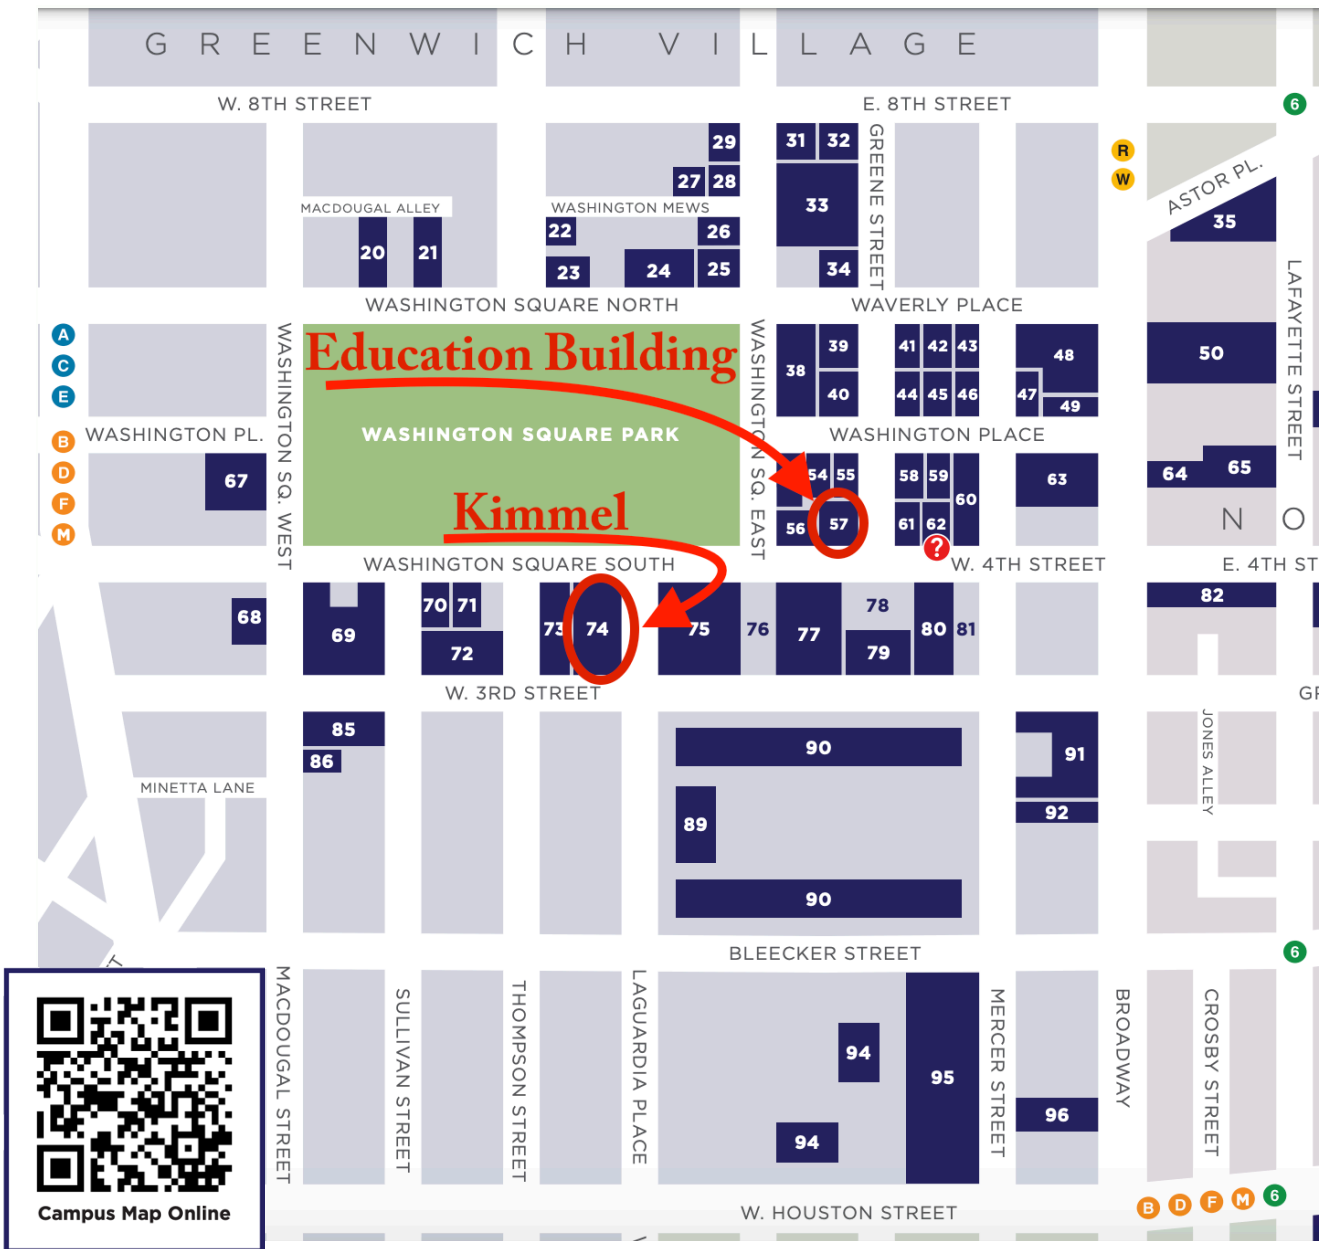 GREENWICH VILLAGE
W. 8TH STREET
E. 8TH STREET
6
29
31
32
GREENE STREET
R
W
ASTOR PL.
27
28
MACDOUGAL ALLEY
WASHINGTON MEWS
33
35
20
21
22
26
23
24
25
34
LAFAYETTE STREET
WASHINGTON SQUARE NORTH
WAVERLY PLACE
A
C
E
B
D
F
M
WASHINGTON SQ. WEST
Education Building
WASHINGTON SQ. EAST
38
39
40
41
42
43
44
45
46
47
48
49
50
WASHINGTON PL.
WASHINGTON SQUARE PARK
WASHINGTON PLACE
67
Kimmel
54
55
56
57
58
59
60
61
62
?
63
64
65
N O
WASHINGTON SQUARE SOUTH
W. 4TH STREET
E. 4TH ST
68
69
70
71
72
73
74
75
76
77
78
79
80
81
82
W. 3RD STREET
85
86
MINETTA LANE
90
89
90
91
92
JONES ALLEY
BLEECKER STREET
6
MACDOUGAL STREET
SULLIVAN STREET
THOMPSON STREET
LAGUARDIA PLACE
94
94
95
MERCER STREET
96
BROADWAY
CROSBY STREET
W. HOUSTON STREET
B
D
F
M
6
Campus Map Online